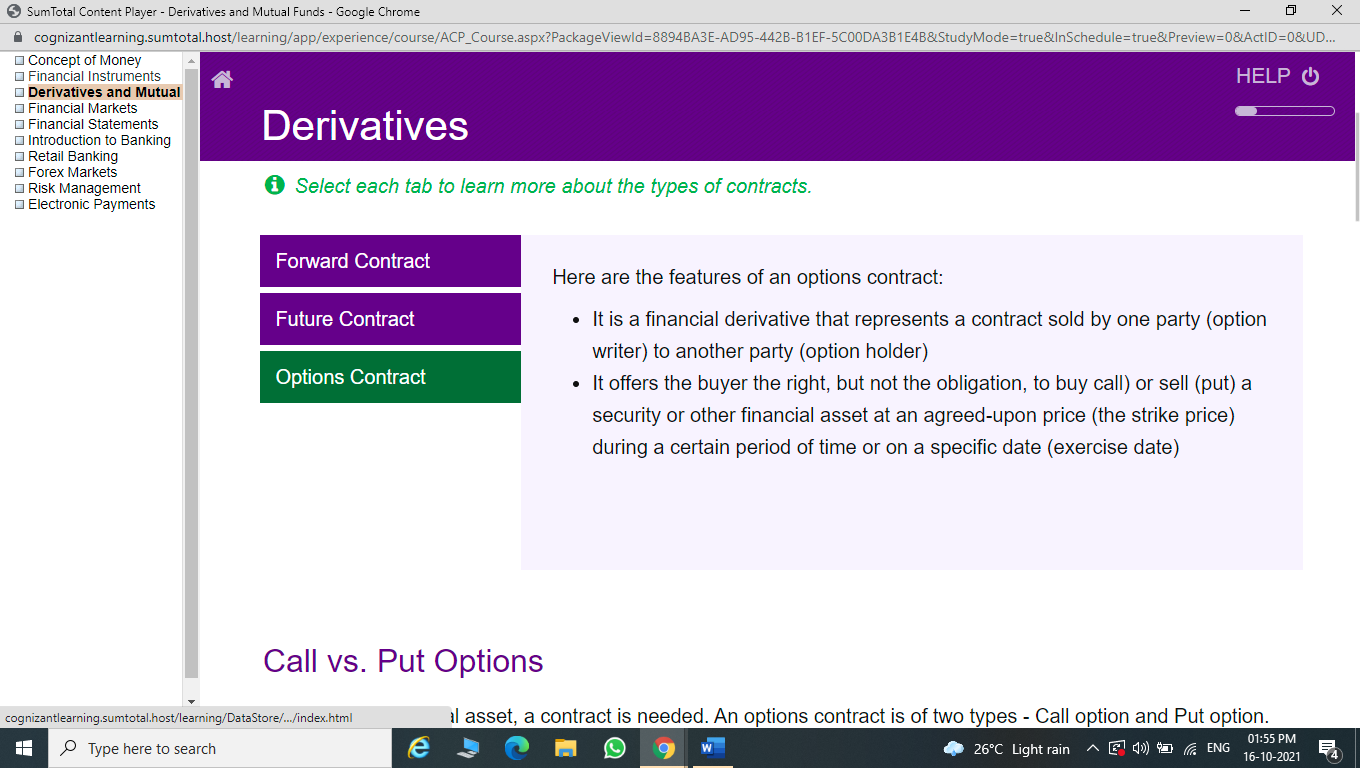 SumTotal Content Player - Derivatives and Mutual Funds - Google Chrome
cognizantlearning.sumtotal.host/learning/app/experience/course/ACP_Course.aspx?PackageViewId=8894BA3E-AD95-442B-B1EF-5C00DA3B1E4B&StudyMode=true&InSchedule=true&Preview=0&ActID=0&UD...
Concept of Money
Financial Instruments
Derivatives and Mutual
Financial Markets
Financial Statements
Introduction to Banking
Retail Banking
Forex Markets
Risk Management
Electronic Payments
HELP
Derivatives
Select each tab to learn more about the types of contracts.
Forward Contract
Future Contract
Options Contract
Here are the features of an options contract:
It is a financial derivative that represents a contract sold by one party (option
writer) to another party (option holder)
It offers the buyer the right, but not the obligation, to buy call) or sell (put) a
security or other financial asset at an agreed-upon price (the strike price)
during a certain period of time or on a specific date (exercise date)
Call vs. Put Options
al asset, a contract is needed. An options contract is of two types - Call option and Put option.
cognizantlearning.sumtotal.host/learning/DataStore/.../index.html
Type here to search
26°C Light rain
ENG
01:55 PM
16-10-2021
4